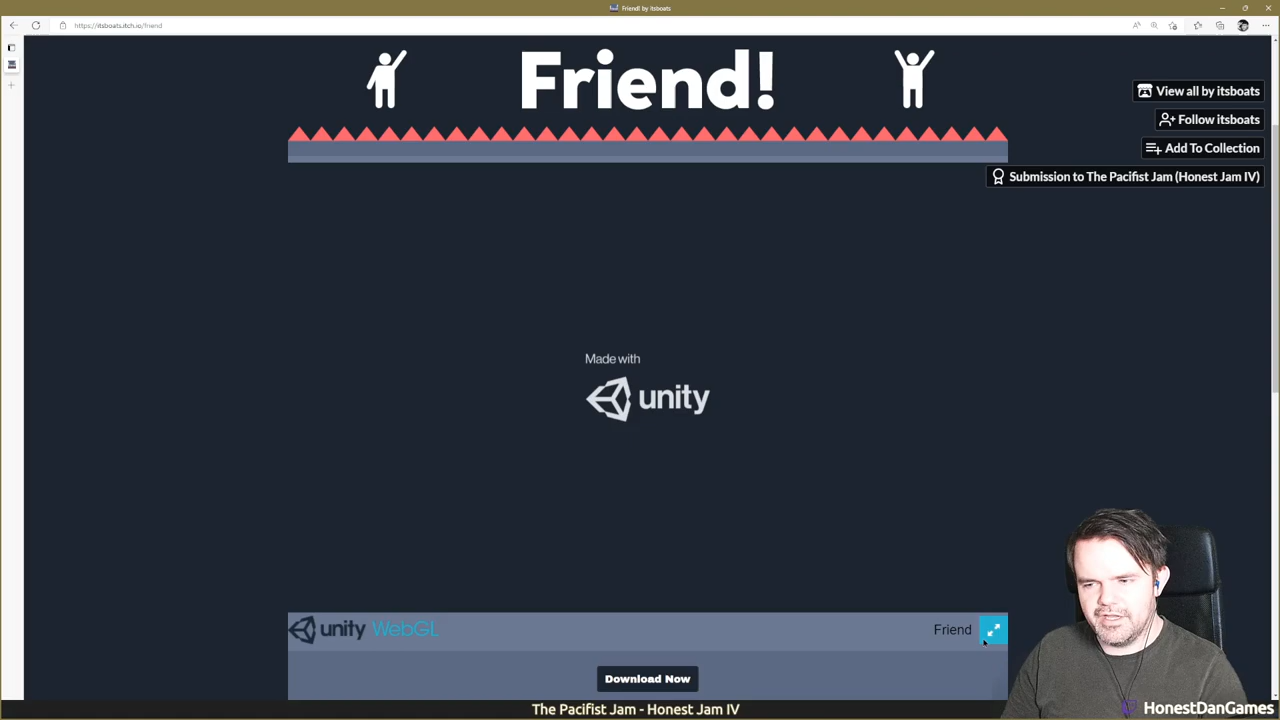 Friend! by itsboats
https://itsboats.itch.io/friend
Friend!
View all by itsboats
Follow itsboats
Add To Collection
Submission to The Pacifist Jam (Honest Jam IV)
Made with
unity
unity WebGL
Friend
Download Now
The Pacifist Jam - Honest Jam IV
HonestDanGames